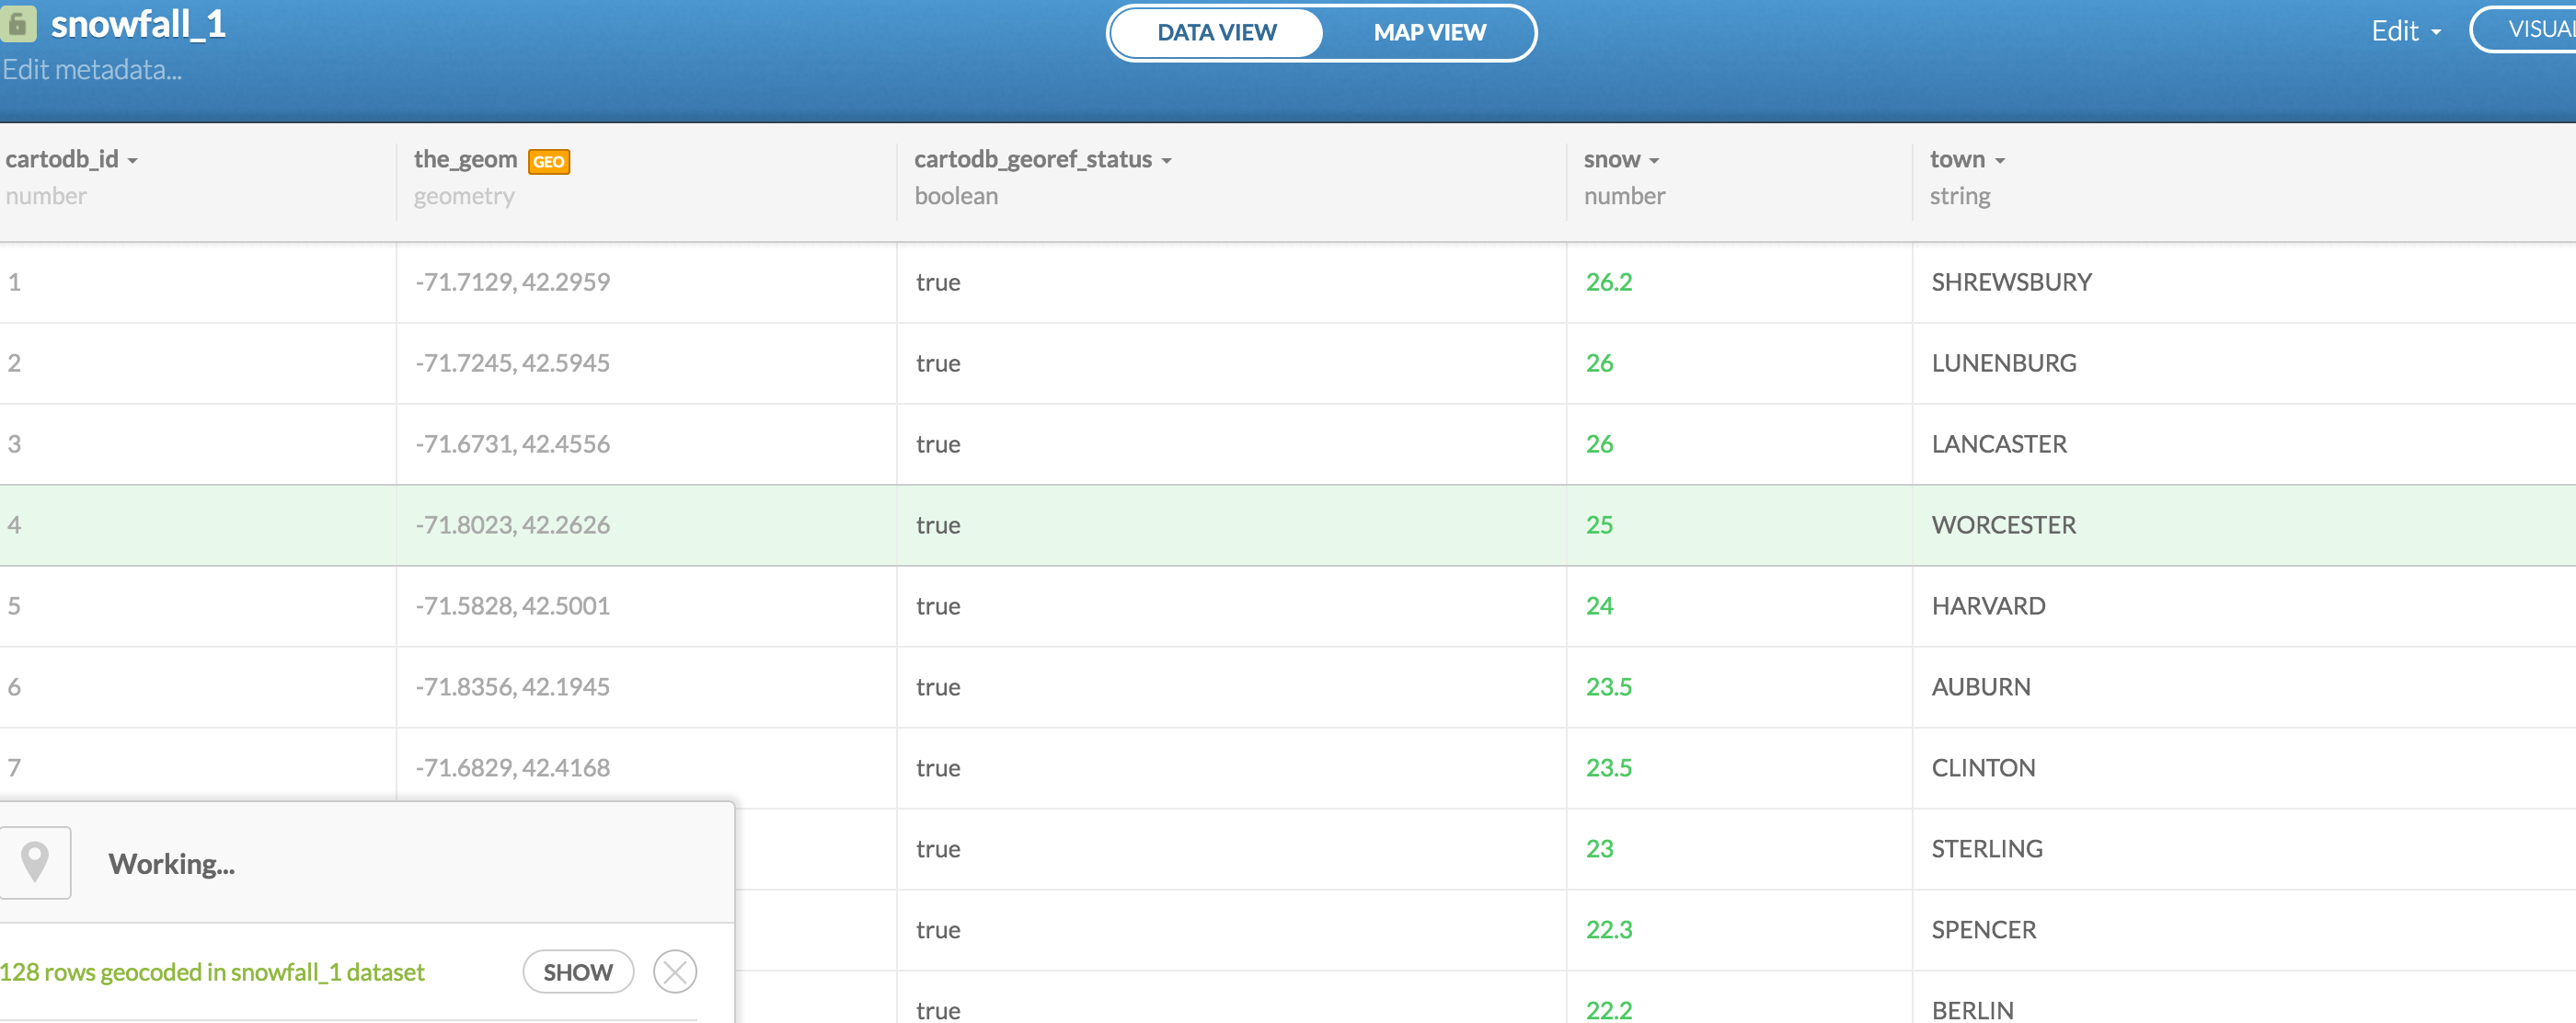 snowfall_1
DATA VIEW MAP VIEW
Edit
Edit metadata...
cartodb_id the_geom GEO cartodb_georef_status snow town
number geometry boolean number string
1 -71.7129, 42.2959 true 26.2 SHREWSBURY
2 -71.7245, 42.5945 true 26 LUNENBURG
3 -71.6731, 42.4556 true 26 LANCASTER
4 -71.8023, 42.2626 true 25 WORCESTER
5 -71.5828, 42.5001 true 24 HARVARD
6 -71.8356, 42.1945 true 23.5 AUBURN
7 -71.6829, 42.4168 true 23.5 CLINTON
true 23 STERLING
Working...
true 22.3 SPENCER
128 rows geocoded in snowfall_1 dataset SHOW
true 22.2 BERLIN